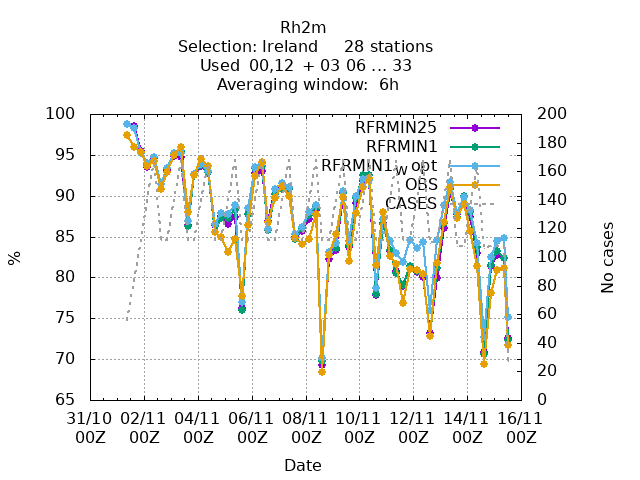 Rh2m
Selection: Ireland 28 stations
Used 00,12 + 03 06 ... 33
Averaging window: 6h
100
95
90
85
80
75
70
65
%
200
180
160
140
120
100
80
60
40
20
0
No cases
RFRMIN25
RFRMIN1
RFRMIN1wopt
OBS
CASES
31/10 02/11 04/11 06/11 08/11 10/11 12/11 14/11 16/11
00Z 00Z 00Z 00Z 00Z 00Z 00Z 00Z 00Z
Date